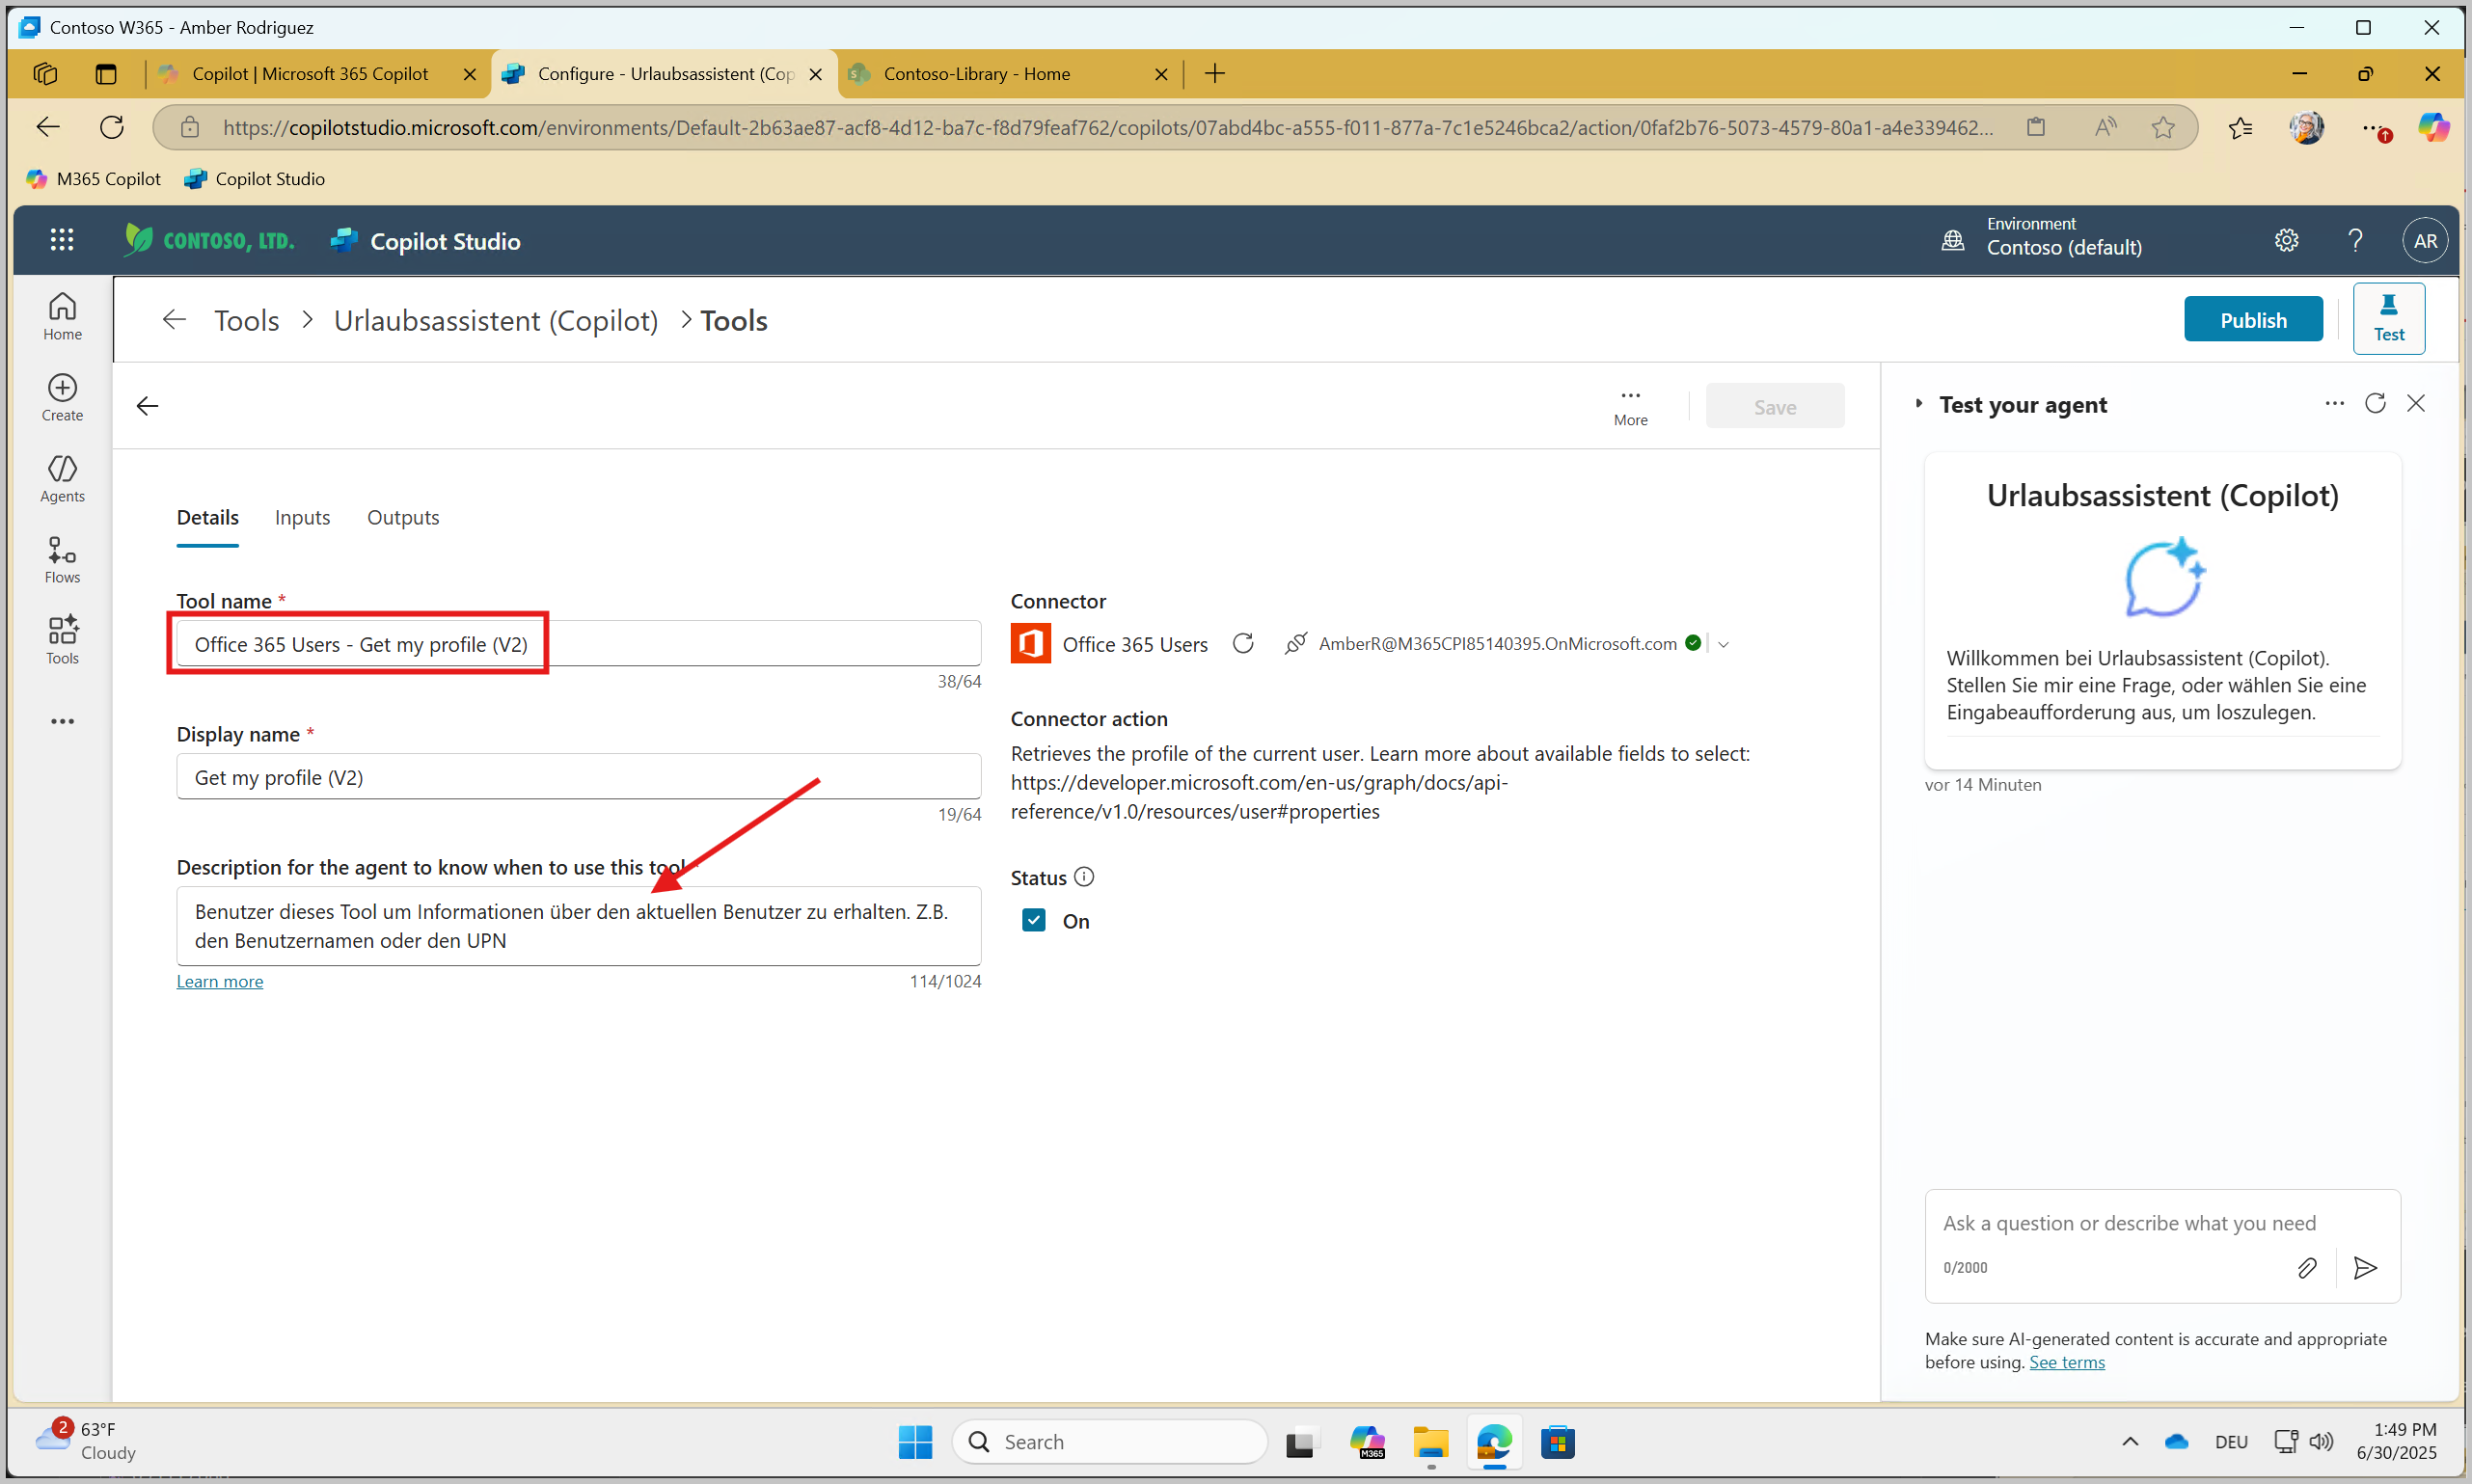 Contoso W365 - Amber Rodriguez
Copilot | Microsoft 365 Copilot
Configure - Urlaubsassistent (Cop
Contoso-Library - Home
https://copilotstudio.microsoft.com/environments/Default-2b63ae87-acf8-4d12-ba7c-f8d79feaf762/copilots/07abd4bc-a555-f011-877a-7c1e5246bca2/action/0faf2b76-5073-4579-80a1-a4e339462...
M365 Copilot
Copilot Studio
CONTOSO, LTD.
Copilot Studio
Environment
Contoso (default)
AR
Home
Create
Agents
Flows
Tools
Tools > Urlaubsassistent (Copilot) > Tools
Publish
Test
More
Save
Details
Inputs
Outputs
Tool name *
Office 365 Users - Get my profile (V2)
38/64
Display name *
Get my profile (V2)
19/64
Description for the agent to know when to use this tool
Benutzer dieses Tool um Informationen über den aktuellen Benutzer zu erhalten. Z.B.
den Benutzernamen oder den UPN
Learn more
114/1024
Connector
Office 365 Users
AmberR@M365CPI85140395.OnMicrosoft.com
Connector action
Retrieves the profile of the current user. Learn more about available fields to select:
https://developer.microsoft.com/en-us/graph/docs/api-
reference/v1.0/resources/user#properties
Status
On
Test your agent
Urlaubsassistent (Copilot)
Willkommen bei Urlaubsassistent (Copilot).
Stellen Sie mir eine Frage, oder wählen Sie eine
Eingabeaufforderung aus, um loszulegen.
vor 14 Minuten
Ask a question or describe what you need
0/2000
Make sure AI-generated content is accurate and appropriate
before using. See terms
2
63°F
Cloudy
Search
M365
DEU
1:49 PM
6/30/2025